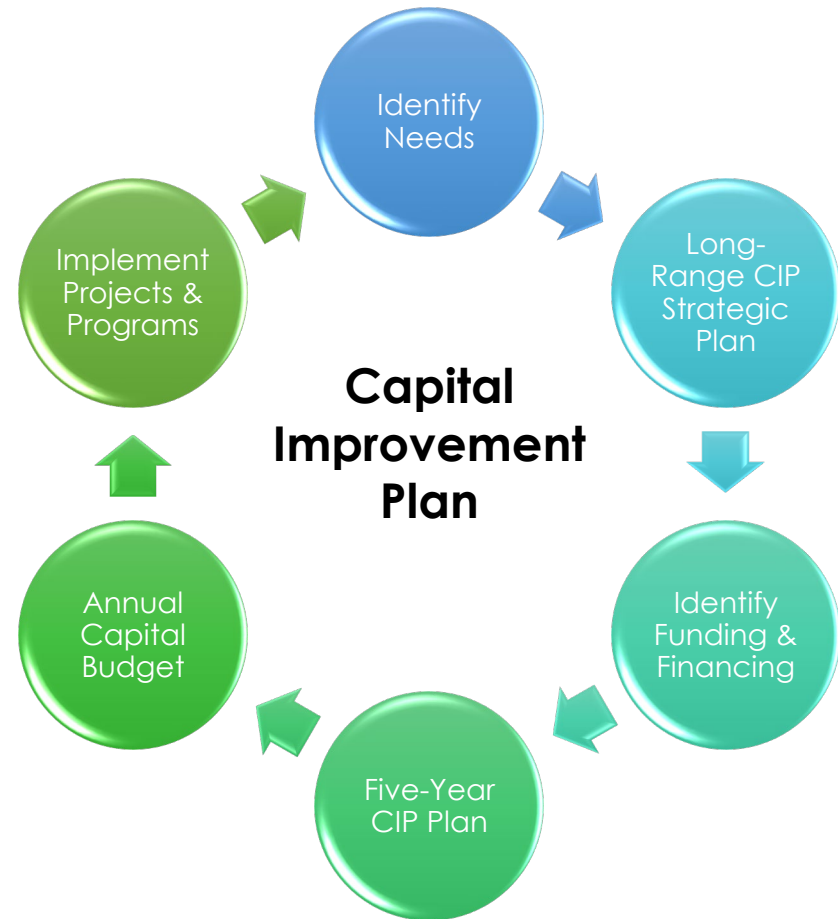 Identify
Needs
Long-
Range CIP
Strategic
Plan
Identify
Funding &
Financing
Five-Year
CIP Plan
Annual
Capital
Budget
Implement
Projects &
Programs
Capital
Improvement
Plan